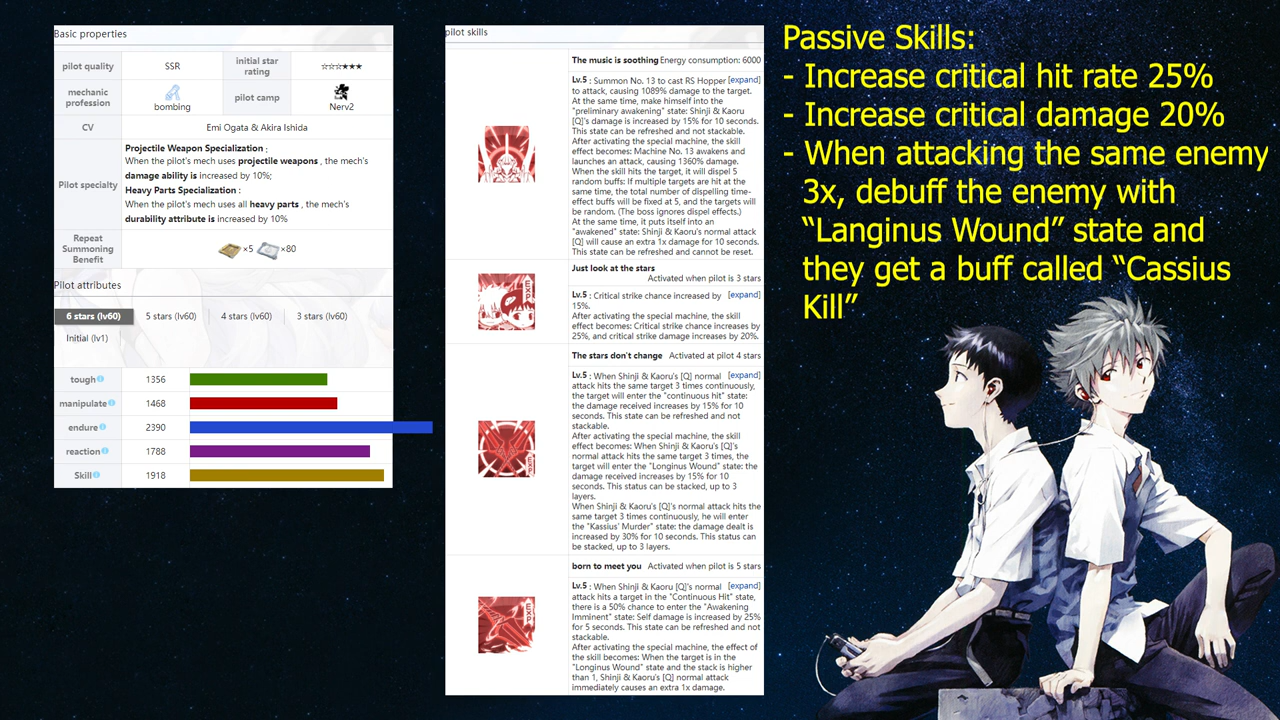 Basic properties
pilot quality
SSR
initial star
rating
☆☆☆★★★
mechanic
profession
bombing
pilot camp
Nerv2
CV
Emi Ogata & Akira Ishida
Pilot specialty
Projectile Weapon Specialization :
When the pilot's mech uses projectile weapons , the mech's
damage ability is increased by 10%;
Heavy Parts Specialization :
When the pilot's mech uses all heavy parts , the mech's
durability attribute is increased by 10%
Repeat
Summoning
Benefit
×5 ×80
Pilot attributes
6 stars (lv60) 5 stars (lv60) 4 stars (lv60) 3 stars (lv60)
Initial (lv1)
tough 1356
manipulate 1468
endure 2390
reaction 1788
Skill 1918
pilot skills
The music is soothing Energy consumption: 6000
Lv.5 : Summon No. 13 to cast RS Hopper [expand]
to attack, causing 1089% damage to the target.
At the same time, make himself into the
"preliminary awakening" state: Shinji & Kaoru
[Q]'s damage is increased by 15% for 10 seconds.
This state can be refreshed and not stackable.
After activating the special machine, the skill
effect becomes: Machine No. 13 awakens and
launches an attack, causing 1360% damage.
When the skill hits the target, it will dispel 5
random buffs: If multiple targets are hit at the
same time, the total number of dispelling time-
effect buffs will be fixed at 5, and the targets will
be random. (The boss ignores dispel effects.)
At the same time, it puts itself into an
"awakened" state: Shinji & Kaoru's normal attack
[Q] will cause an extra 1x damage for 10 seconds.
This state can be refreshed and cannot be reset.
Just look at the stars
Activated when pilot is 3 stars
EXP
Lv.5 : Critical strike chance increased by [expand]
15%.
After activating the special machine, the skill
effect becomes: Critical strike chance increases by
25%, and critical strike damage increases by 20%.
The stars don't change Activated at pilot 4 stars
Lv.5 : When Shinji & Kaoru's [Q] normal [expand]
attack hits the same target 3 times continuously,
the target will enter the "continuous hit" state:
the damage received increases by 15% for 10
seconds. This state can be refreshed and not
stackable.
After activating the special machine, the skill
effect becomes: When Shinji & Kaoru's [Q]'s
normal attack hits the same target 3 times, the
target will enter the "Longinus Wound" state: the
damage received increases by 15% for 10
seconds. This status can be stacked, up to 3
layers.
When Shinji & Kaoru's [Q]'s normal attack hits the
same target 3 times continuously, he will enter
the "Kassius' Murder" state: the damage dealt is
increased by 30% for 10 seconds. This status can
be stacked, up to 3 layers.
born to meet you Activated when pilot is 5 stars
EXP
Lv.5 : When Shinji & Kaoru [Q]'s normal [expand]
attack hits a target in the "Continuous Hit" state,
there is a 50% chance to enter the "Awakening
Imminent" state: Self damage is increased by 25%
for 5 seconds. This state can be refreshed and not
stackable.
After activating the special machine, the effect of
the skill becomes: When the target is in the
"Longinus Wound" state and the stack is higher
than 1, Shinji & Kaoru's [Q] normal attack
immediately causes an extra 1x damage.
Passive Skills:
- Increase critical hit rate 25%
- Increase critical damage 20%
- When attacking the same enemy
3x, debuff the enemy with
“Langinus Wound” state and
they get a buff called “Cassius
Kill”